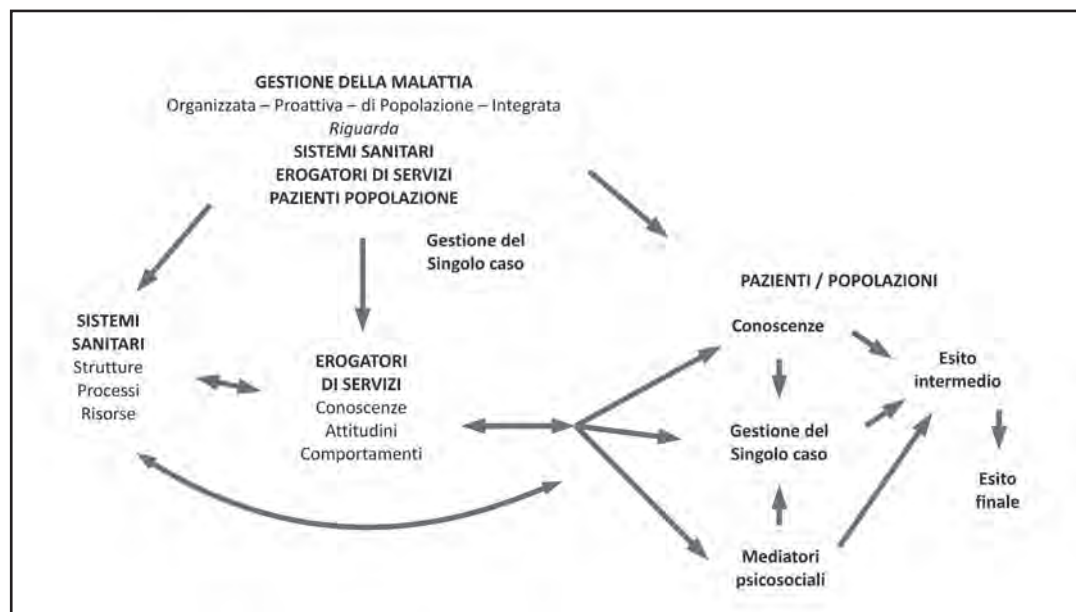 GESTIONE DELLA MALATTIA
Organizzata – Proattiva – di Popolazione – Integrata
Riguarda
SISTEMI SANITARI
EROGATORI DI SERVIZI
PAZIENTI POPOLAZIONE
Gestione del
Singolo caso
SISTEMI
SANITARI
Strutture
Processi
Risorse
EROGATORI
DI SERVIZI
Conoscenze
Attitudini
Comportamenti
PAZIENTI / POPOLAZIONI
Conoscenze
Gestione del
Singolo caso
Mediatori
psicosociali
Esito
intermedio
Esito
finale